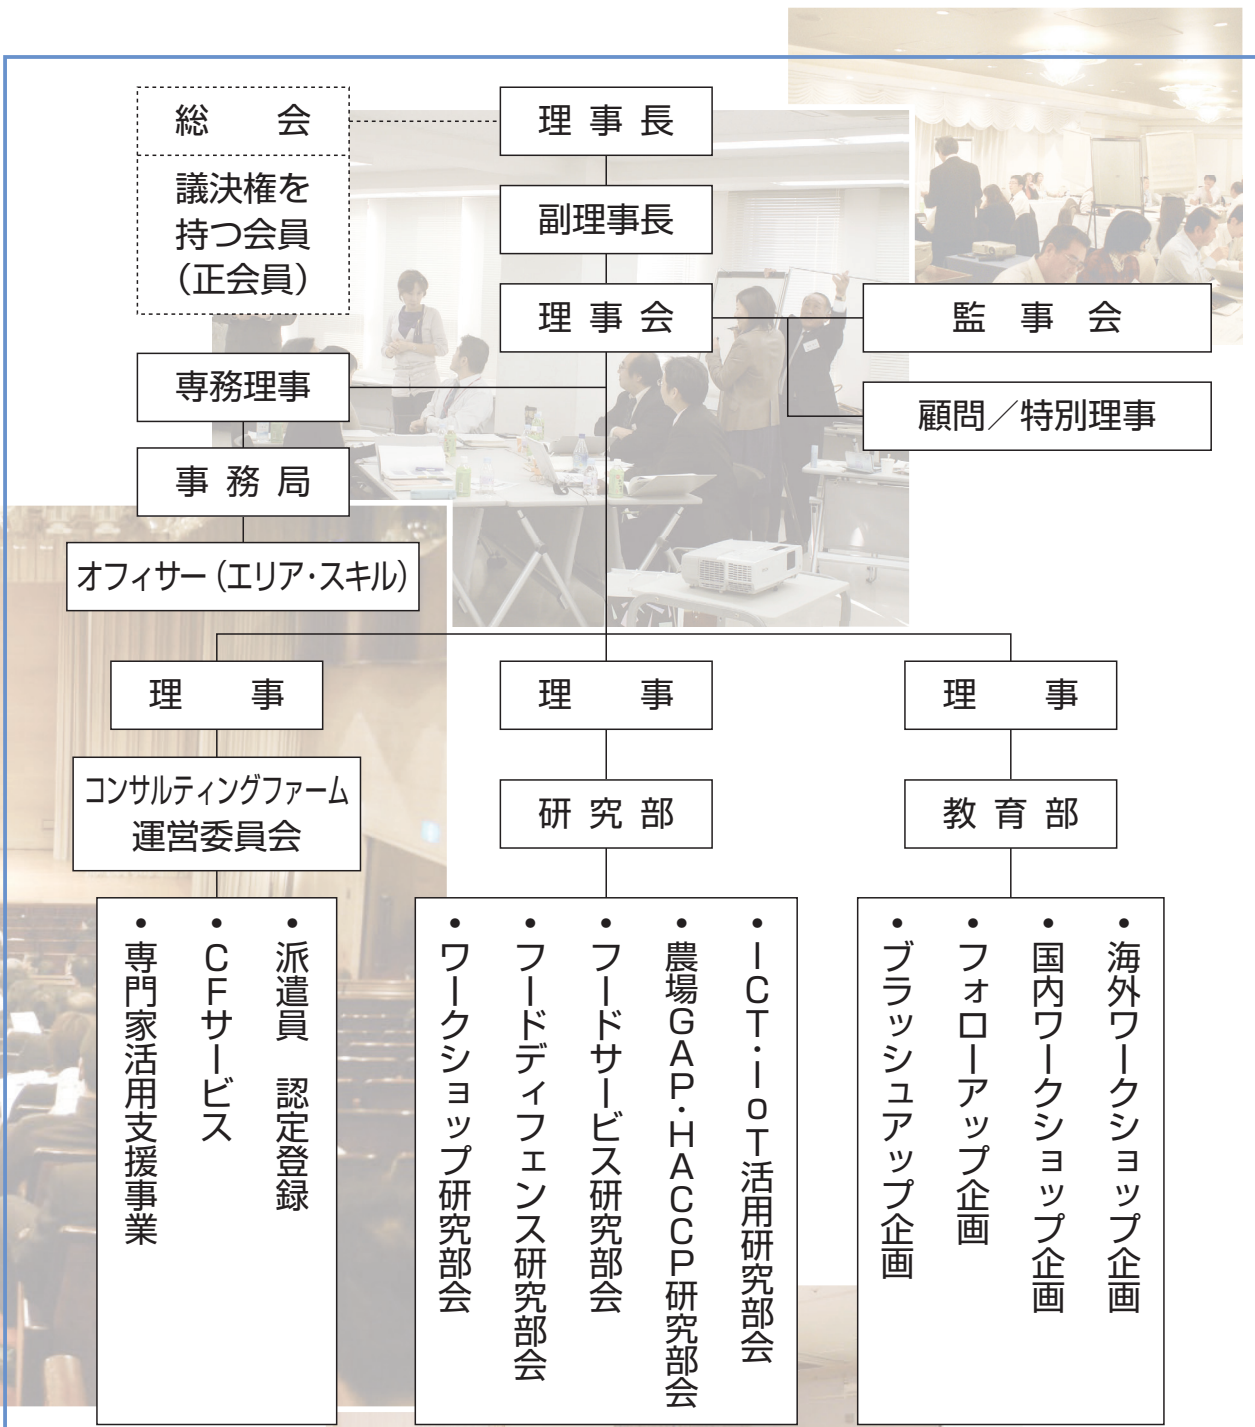 総　会
議決権を
持つ会員
（正会員）
理事長
副理事長
理事会
監事会
顧問／特別理事
専務理事
事務局
オフィサー（エリア・スキル）
理　事
コンサルティングファーム
運営委員会
・派遣員　認定登録
・CFサービス
・専門家活用支援事業
理　事
研究部
・ICT・IoT活用研究部会
・農場GAP・HACCP研究部会
・フードサービス研究部会
・フードディフェンス研究部会
・ワークショップ研究部会
理　事
教育部
・海外ワークショップ企画
・国内ワークショップ企画
・フォローアップ企画
・ブラッシュアップ企画